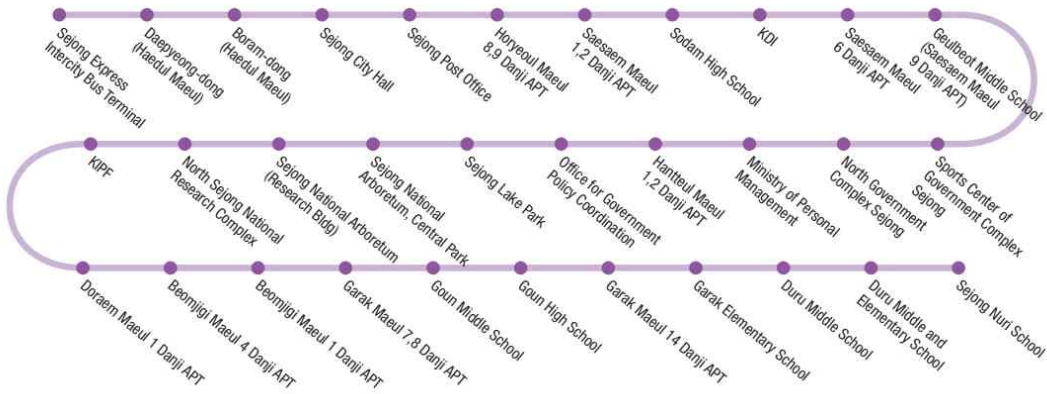 Sejong Express
Intercity Bus Terminal
Daepyeong-dong
(Haedul Maeul)
Boram-dong
(Haedul Maeul)
Sejong City Hall
Sejong Post Office
Horyeoul Maeul
8,9 Danji APT
Saesaem Maeul
1,2 Danji APT
Sodam High School
KDI
Saesaem Maeul
6 Danji APT
Geulbeot Middle School
(Saesaem Maeul
9 Danji APT)
KIPF
North Sejong National
Research Complex
Sejong National Arboretum
(Research Bldg)
Sejong National
Arboretum, Central Park
Sejong Lake Park
Office for Government
Policy Coordination
Hantteul Maeul
1,2 Danji APT
Ministry of Personal
Management
North Government
Complex Sejong
Sports Center of
Government Complex
Sejong
Doraem Maeul 1 Danji APT
Beomjigi Maeul 4 Danji APT
Beomjigi Maeul 1 Danji APT
Garak Maeul 7,8 Danji APT
Goun Middle School
Goun High School
Garak Maeul 14 Danji APT
Garak Elementary School
Duru Middle School
Duru Middle and
Elementary School
Sejong Nuri School